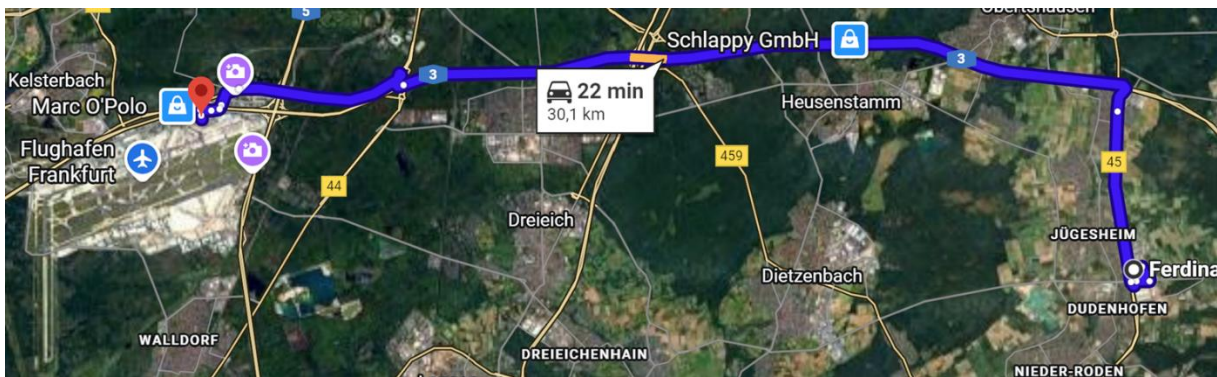 5
Obertshausen
Schlappy GmbH
3
3
Kelsterbach
Marc O'Polo
22 min
30,1 km
Heusenstamm
Flughafen
Frankfurt
459
45
44
Dreieich
JÜGESHEIM
Dietzenbach
Ferdina
DUDENHOFEN
WALLDORF
DREIEICHENHAIN
NIEDER-RODEN